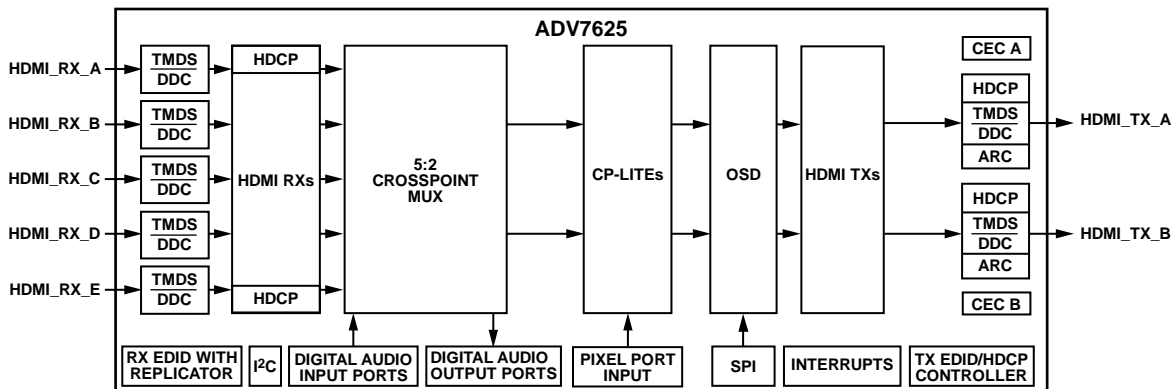 ADV7625
HDMI_RX_A
HDMI_RX_B
HDMI_RX_C
HDMI_RX_D
HDMI_RX_E
TMDS
DDC
TMDS
DDC
TMDS
DDC
TMDS
DDC
TMDS
DDC
HDCP
HDMI RXs
HDCP
5:2
CROSSPOINT
MUX
CP-LITEs
OSD
HDMI TXs
CEC A
HDCP
TMDS
DDC
ARC
HDCP
TMDS
DDC
ARC
CEC B
HDMI_TX_A
HDMI_TX_B
RX EDID WITH
REPLICATOR
I²C
DIGITAL AUDIO
INPUT PORTS
DIGITAL AUDIO
OUTPUT PORTS
PIXEL PORT
INPUT
SPI
INTERRUPTS
TX EDID/HDCP
CONTROLLER